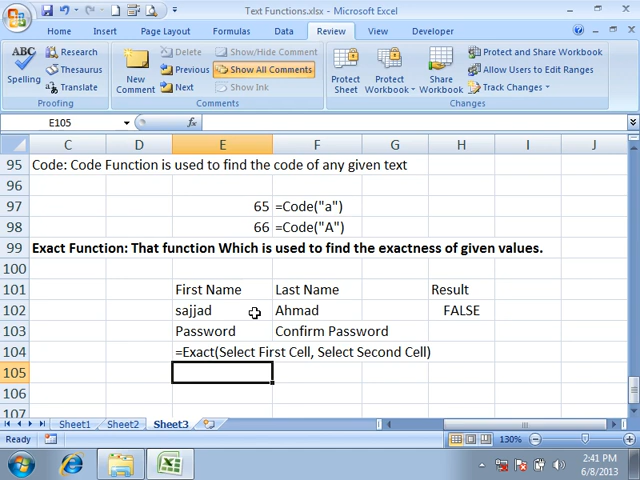 Text Functions.xlsx - Microsoft Excel
Home Insert Page Layout Formulas Data Review View Developer
ABC Spelling
Research
Thesaurus
Translate
Proofing
New Comment
Delete
Previous
Next
Show/Hide Comment
Show All Comments
Show Ink
Comments
Protect Sheet
Protect Workbook
Share Workbook
Protect and Share Workbook
Allow Users to Edit Ranges
Track Changes
Changes
E105 fx
C D E F G H I J
95 Code: Code Function is used to find the code of any given text
96
97 65 =Code("a")
98 66 =Code("A")
99 Exact Function: That function Which is used to find the exactness of given values.
100
101 First Name Last Name Result
102 sajjad Ahmad FALSE
103 Password Confirm Password
104 =Exact(Select First Cell, Select Second Cell)
105
106
107
Sheet1 Sheet2 Sheet3
Ready 130%
2:41 PM
6/8/2013